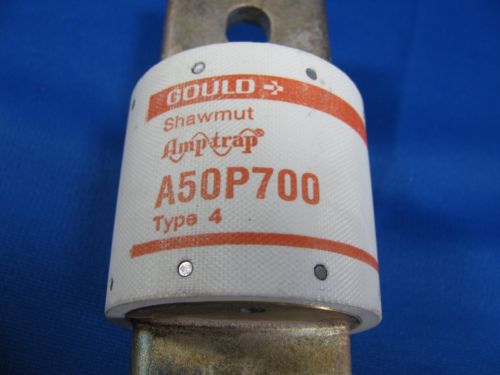 GOULD
Shawmut
Amp-trap®
A50P700
Type 4